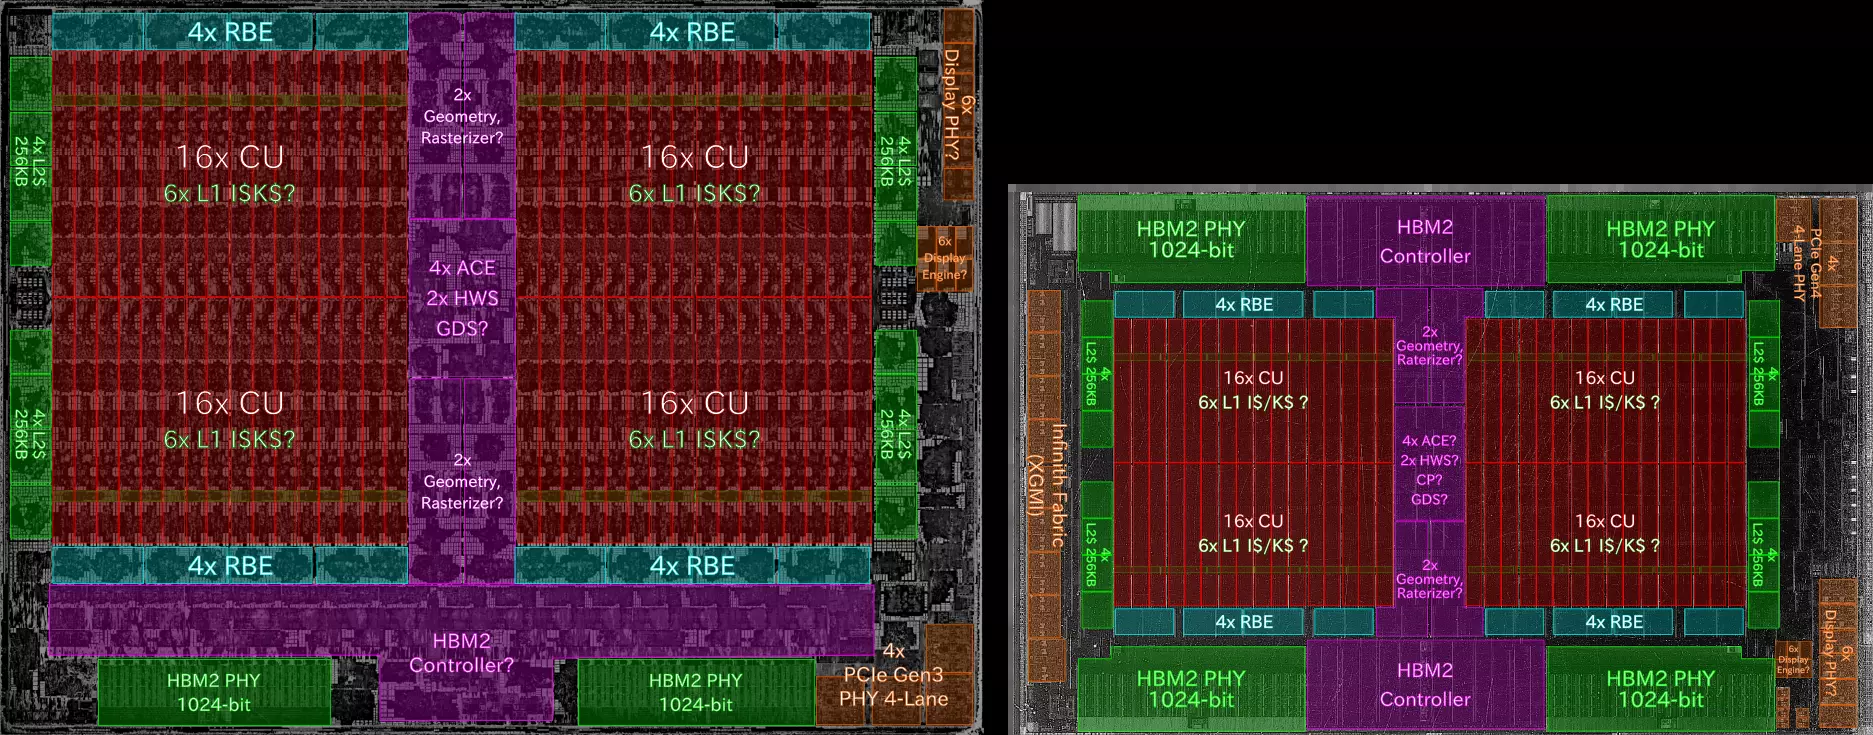 4x RBE
4x RBE
2x
Geometry,
Rasterizer?
16x CU
6x L1 I$K$?
16x CU
6x L1 I$K$?
4x L2$
256KB
4x L2$
256KB
6x
Display PHY?
4x ACE
2x HWS
GDS?
6x
Display
Engine?
16x CU
6x L1 I$K$?
16x CU
6x L1 I$K$?
4x L2$
256KB
4x L2$
256KB
2x
Geometry,
Rasterizer?
4x RBE
4x RBE
HBM2
Controller?
HBM2 PHY
1024-bit
HBM2 PHY
1024-bit
4x
PCIe Gen3
PHY 4-Lane
HBM2 PHY
1024-bit
HBM2
Controller
HBM2 PHY
1024-bit
4x
PCIe Gen4
4-Lane PHY
4x RBE
4x RBE
2x
Geometry,
Raterizer?
4x
L2$ 256KB
16x CU
6x L1 I$/K$ ?
16x CU
6x L1 I$/K$ ?
4x
L2$ 256KB
Infinith Fabric
(XGMI)
4x ACE?
2x HWS?
CP?
GDS?
4x
L2$ 256KB
16x CU
6x L1 I$/K$ ?
16x CU
6x L1 I$/K$ ?
4x
L2$ 256KB
2x
Geometry,
Raterizer?
4x RBE
4x RBE
HBM2 PHY
1024-bit
HBM2
Controller
HBM2 PHY
1024-bit
6x
Display
Engine?
6x
Display PHY?